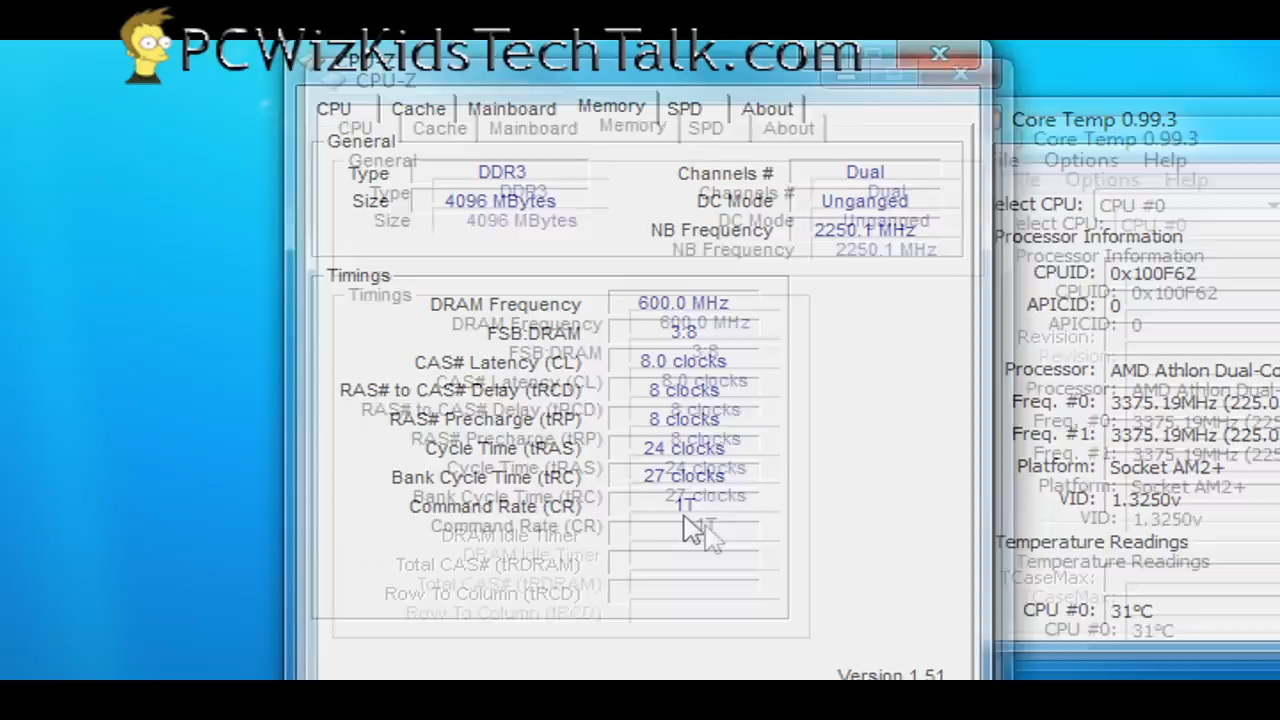 PCWizKidsTechTalk.com
CPU-Z
CPU Cache Mainboard Memory SPD About
General
Type DDR3 Channels # Dual
Size 4096 MBytes DC Mode Unganged
NB Frequency 2250.1 MHz
Timings
DRAM Frequency 600.0 MHz
FSB:DRAM 3:8
CAS# Latency (CL) 8.0 clocks
RAS# to CAS# Delay (tRCD) 8 clocks
RAS# Precharge (tRP) 8 clocks
Cycle Time (tRAS) 24 clocks
Bank Cycle Time (tRC) 27 clocks
Command Rate (CR) 1T
DRAM Idle Timer
Total CAS# (tRDRAM)
Row To Column (tRCD)
Version 1.51
Core Temp 0.99.3
ile Options Help
elect CPU: CPU #0
Processor Information
CPUID: 0x100F62
APICID: 0
Revision:
Processor: AMD Athlon Dual-Co
Freq. #0: 3375.19MHz (225.0
Freq. #1: 3375.19MHz (225.0
Platform: Socket AM2+
VID: 1.3250v
Temperature Readings
TCaseMax:
CPU #0: 31°C